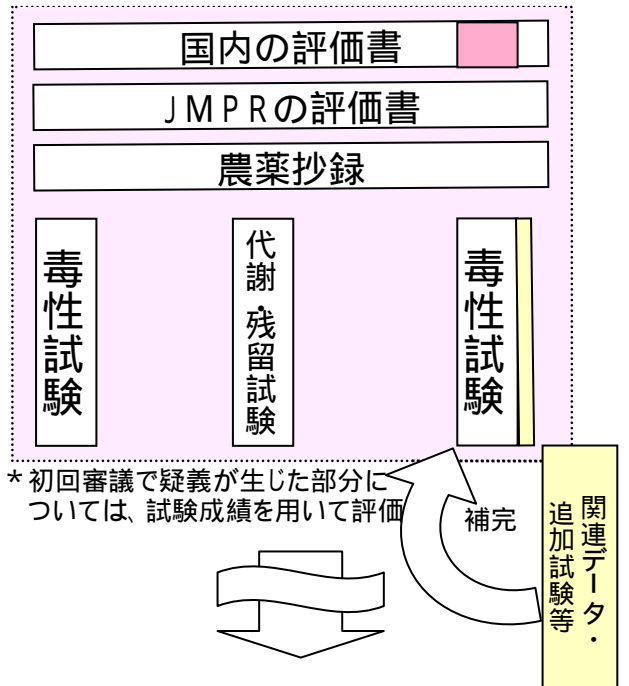 国内の評価書
JMPRの評価書
農薬抄録
毒性試験
代謝・残留試験
毒性試験
*初回審議で疑義が生じた部分に
ついては、試験成績を用いて評価
補完
関連データ・
追加試験等